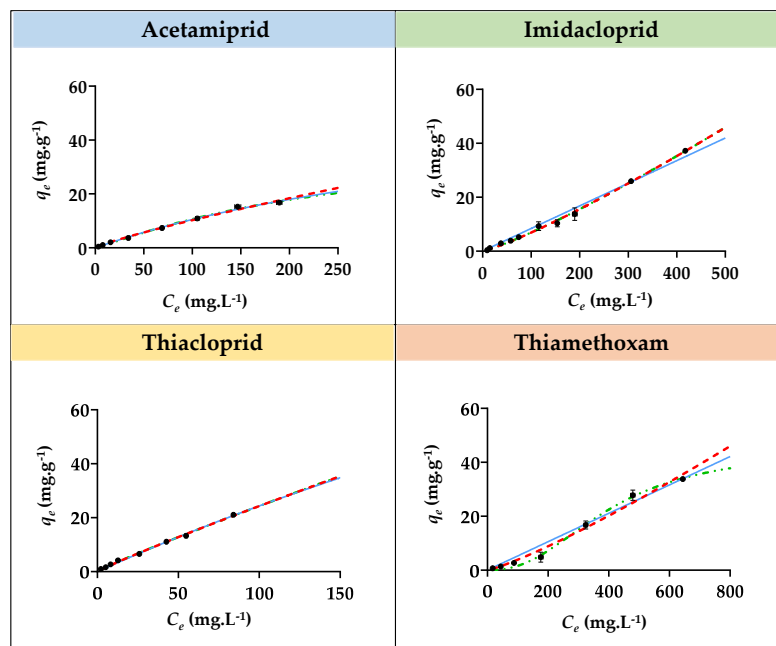 Acetamiprid
60
40
20
0
0 50 100 150 200 250
qe (mg.g-1)
Ce (mg.L-1)
Imidacloprid
60
40
20
0
0 100 200 300 400 500
qe (mg.g-1)
Ce (mg.L-1)
Thiacloprid
60
40
20
0
0 50 100 150
qe (mg.g-1)
Ce (mg.L-1)
Thiamethoxam
60
40
20
0
0 200 400 600 800
qe (mg.g-1)
Ce (mg.L-1)